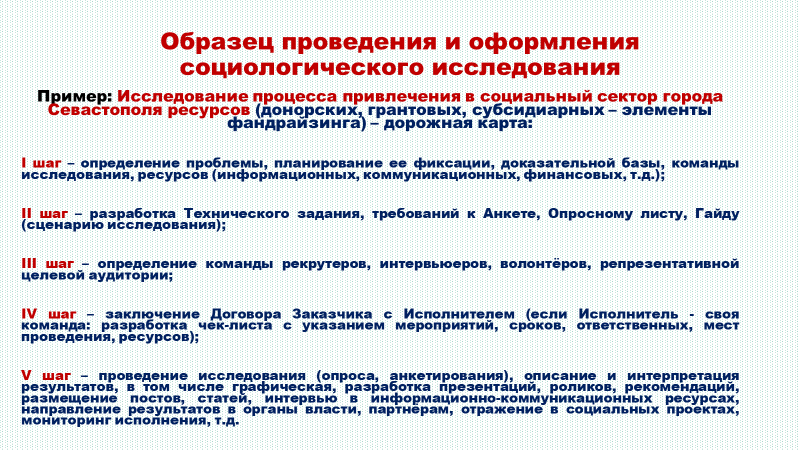 Образец проведения и оформления
социологического исследования
Пример: Исследование процесса привлечения в социальный сектор города
Севастополя ресурсов (донорских, грантовых, субсидиарных – элементы
фандрайзинга) – дорожная карта:
I шаг – определение проблемы, планирование ее фиксации, доказательной базы, команды
исследования, ресурсов (информационных, коммуникационных, финансовых, т.д.);
II шаг – разработка Технического задания, требований к Анкете, Опросному листу, Гайду
(сценарию исследования);
III шаг – определение команды рекрутеров, интервьюеров, волонтёров, репрезентативной
целевой аудитории;
IV шаг – заключение Договора Заказчика с Исполнителем (если Исполнитель - своя
команда: разработка чек-листа с указанием мероприятий, сроков, ответственных, мест
проведения, ресурсов);
V шаг – проведение исследования (опроса, анкетирования), описание и интерпретация
результатов, в том числе графическая, разработка презентаций, роликов, рекомендаций,
размещение постов, статей, интервью в информационно-коммуникационных ресурсах,
направление результатов в органы власти, партнёрам, отражение в социальных проектах,
мониторинг исполнения, т.д.